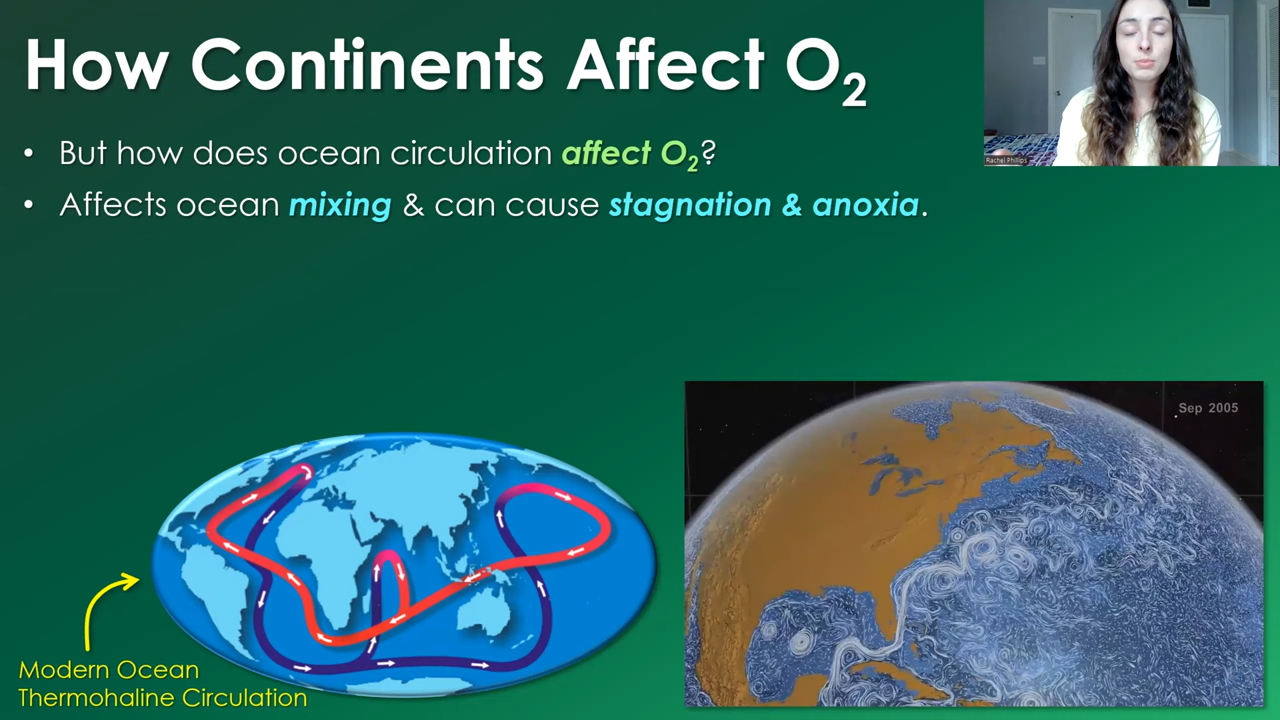 How Continents Affect O₂
• But how does ocean circulation affect O₂?
• Affects ocean mixing & can cause stagnation & anoxia.
Rachel Phillips
Sep 2005
Modern Ocean
Thermohaline Circulation